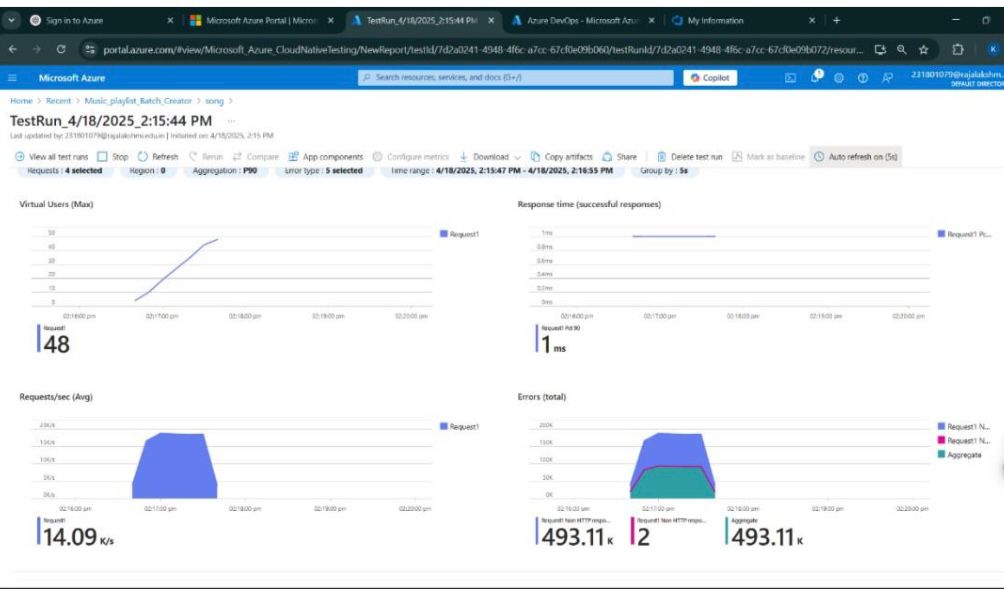 Sign in to Azure
Microsoft Azure Portal | Micros
TestRun_4/18/2025_2:15:44 PM
Azure DevOps - Microsoft Azur
My Information
portal.azure.com/#view/Microsoft_Azure_CloudNativeTesting/NewReport/testId/7d2a0241-4948-4f6c-a7cc-67cf0e09b060/testRunId/7d2a0241-4948-4f6c-a7cc-67cf0e09b072/resour...
Microsoft Azure
Search resources, services, and docs (G+/)
Copilot
231801079@rajalakshm...
DEFAULT DIRECTOR
Home > Recent > Music_playlist_Batch_Creator > song >
TestRun_4/18/2025_2:15:44 PM ...
Last updated by: 231801079@rajalakshmi.edu.in | Initiated on: 4/18/2025, 2:15 PM
View all test runs Stop Refresh Rerun Compare App components Configure metrics Download Copy artifacts Share Delete test run Mark as baseline Auto refresh on (5s)
Requests : 4 selected Region : 0 Aggregation : P90 Error type : 5 selected Time range : 4/18/2025, 2:15:47 PM - 4/18/2025, 2:16:55 PM Group by : 5s
Virtual Users (Max)
50
40
30
20
10
0
02:16:00 pm 02:17:00 pm 02:18:00 pm 02:19:00 pm 02:20:00 pm
Request1
Request1
48
Response time (successful responses)
1ms
0.8ms
0.6ms
0.4ms
0.2ms
0ms
02:16:00 pm 02:17:00 pm 02:18:00 pm 02:19:00 pm 02:20:00 pm
Request1 Pc...
Request1 Pct 90
1 ms
Requests/sec (Avg)
20K/s
15K/s
10K/s
5K/s
0K/s
02:16:00 pm 02:17:00 pm 02:18:00 pm 02:19:00 pm 02:20:00 pm
Request1
Request1
14.09 K/s
Errors (total)
200K
150K
100K
50K
0K
02:16:00 pm 02:17:00 pm 02:18:00 pm 02:19:00 pm 02:20:00 pm
Request1 N...
Request1 N...
Aggregate
Request1 Non HTTP respo...
493.11 K
Request1 Non HTTP respo...
2
Aggregate
493.11 K